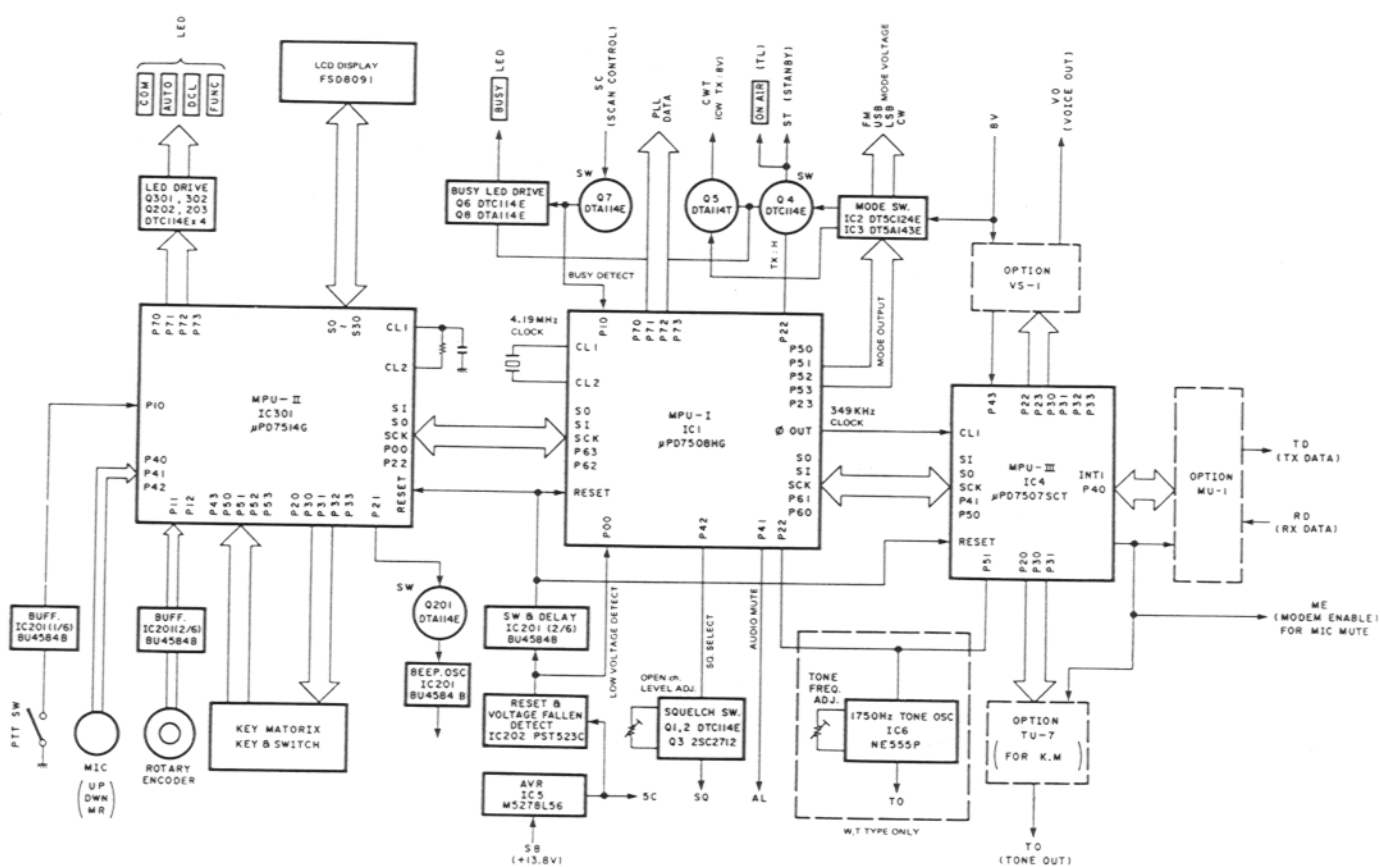 LED
COM
AUTO
DCL
FUNC
LCD DISPLAY
FSD8091
BUSY LED
SC
(SCAN CONTROL)
PLL
DATA
CWT
(CW TX:8V)
ON AIR (TL)
ST (STANBY)
FM
USB
LSB
CW
MODE VOLTAGE
8V
VO
(VOICE OUT)
LED DRIVE
Q301, 302
Q202, 203
DTC114E×4
BUSY LED DRIVE
Q6 DTC114E
Q8 DTA114E
SW
Q7
DTA114E
Q5
DTA114T
SW
Q4
DTC114E
MODE SW.
IC2 DT5C124E
IC3 DT5A143E
OPTION
VS-1
BUSY DETECT
TX:H
MODE OUTPUT
P70
P71
P72
P73
S0
~
S30
CL1
CL2
MPU-II
IC301
μPD7514G
P10
P40
P41
P42
SI
SO
SCK
P00
P22
RESET
P11
P12
P43
P50
P51
P52
P53
P20
P30
P31
P32
P33
P21
4.19MHz
CLOCK
P10
P70
P71
P72
P73
P22
CL1
CL2
MPU-I
IC1
μPD7508HG
P50
P51
P52
P53
P23
Ø OUT
349KHz
CLOCK
SO
SI
SCK
P63
P62
RESET
SO
SI
SCK
P61
P60
P00
P42
P41
P22
P43
P22
P23
P30
P31
P32
P33
CL1
MPU-III
IC4
μPD7507SCT
SI
SO
SCK
P41
P50
RESET
INT1
P40
P51
P20
P30
P31
OPTION
MU-1
TD
(TX DATA)
RD
(RX DATA)
ME
(MODEM ENABLE)
FOR MIC MUTE
BUFF.
IC201(1/6)
BU4584B
BUFF.
IC201(2/6)
BU4584B
SW
Q201
DTA114E
BEEP. OSC
IC201
BU4584 B
SW & DELAY
IC201 (2/6)
BU4584B
LOW VOLTAGE DETECT
SQ SELECT
AUDIO MUTE
PTT SW
MIC
(UP
DWN
MR)
ROTARY
ENCODER
KEY MATORIX
KEY & SWITCH
RESET &
VOLTAGE FALLEN
DETECT
IC202 PST523C
AVR
IC5
M5278L56
5C
SB
(+13.8V)
OPEN ch.
LEVEL ADJ.
SQUELCH SW.
Q1,2 DTC114E
Q3 2SC2712
SQ
AL
TONE
FREQ.
ADJ.
1750Hz TONE OSC
IC6
NE555P
TO
W,T TYPE ONLY
OPTION
TU-7
(FOR K.M)
TO
(TONE OUT)